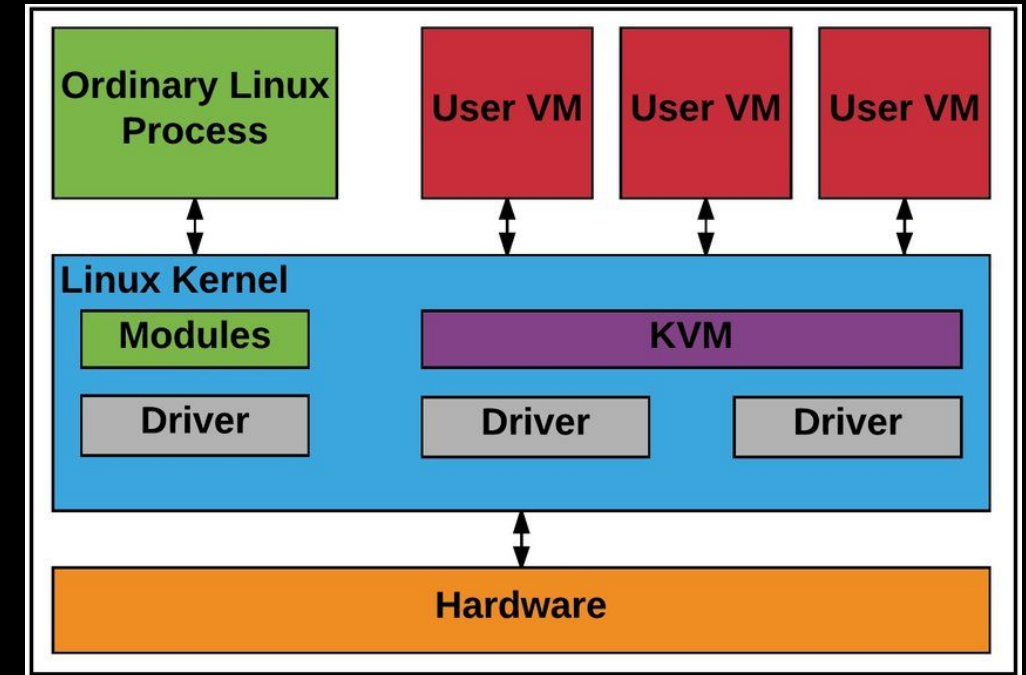 Ordinary Linux
Process
User VM
User VM
User VM
Linux Kernel
Modules
KVM
Driver
Driver
Driver
Hardware